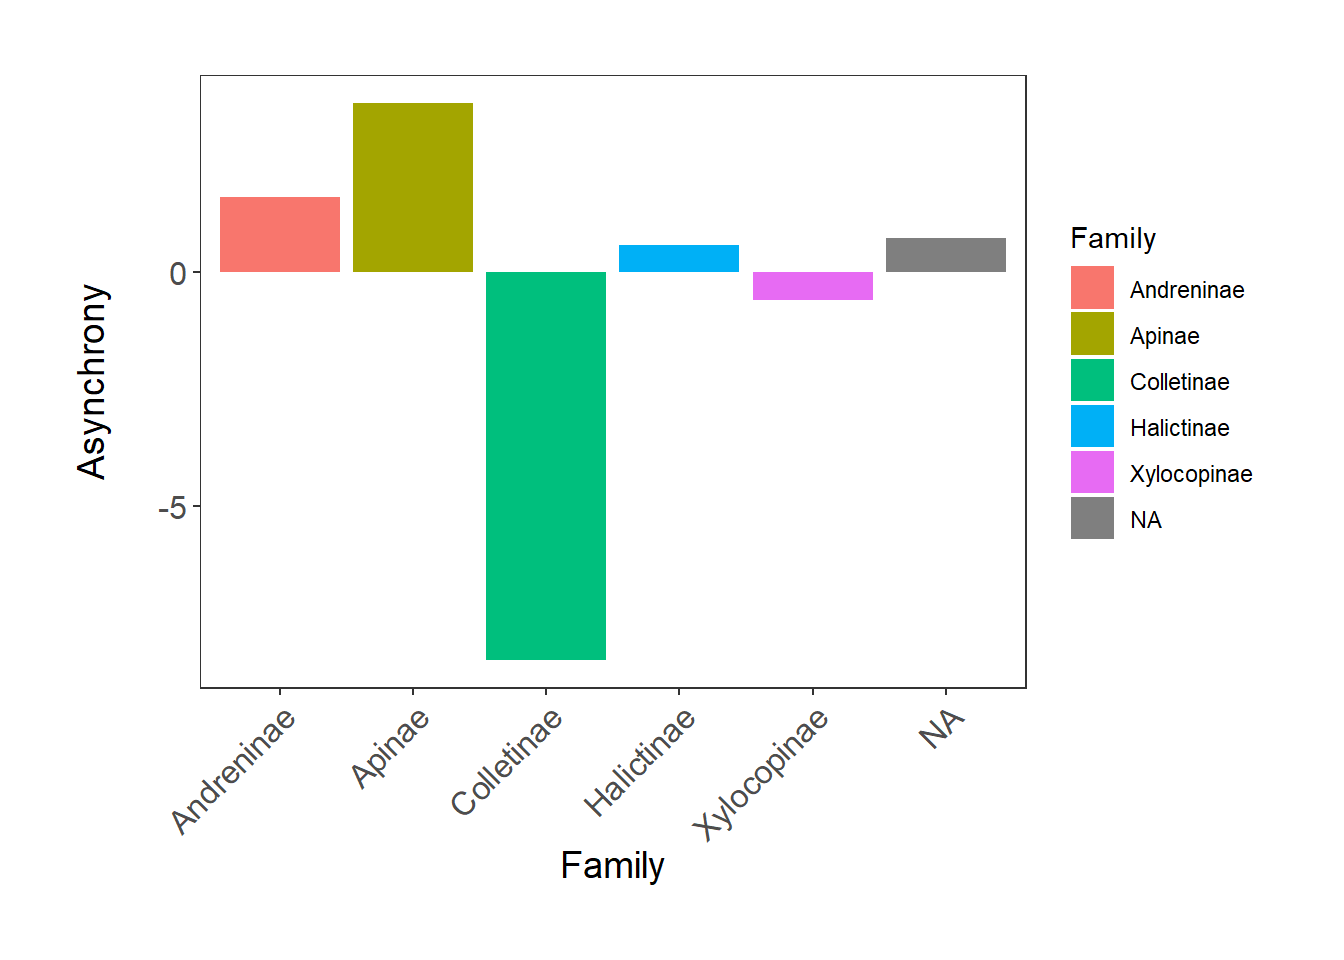 Asynchrony
0
-5
Andreninae
Apinae
Colletinae
Halictinae
Xylocopinae
NA
Family
Family
Andreninae
Apinae
Colletinae
Halictinae
Xylocopinae
NA